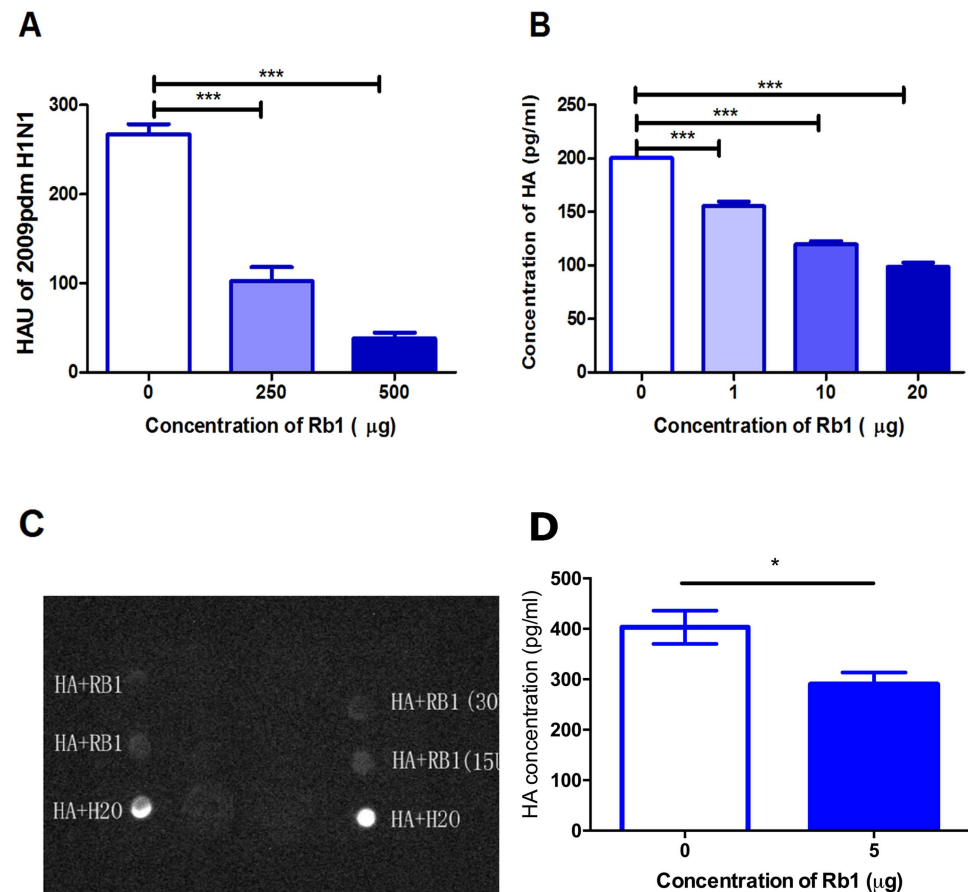 A
***
***
300
200
100
0
HAU of 2009pdm H1N1
0 250 500
Concentration of Rb1 ( μg)
B
***
***
***
250
200
150
100
50
0
Concentration of HA (pg/ml)
0 1 10 20
Concentration of Rb1 ( μg)
C
HA+RB1
HA+RB1
HA+H2O
HA+RB1(30
HA+RB1(15U
HA+H2O
D
*
500
400
300
200
100
0
HA concentration (pg/ml)
0 5
Concentration of Rb1 (μg)